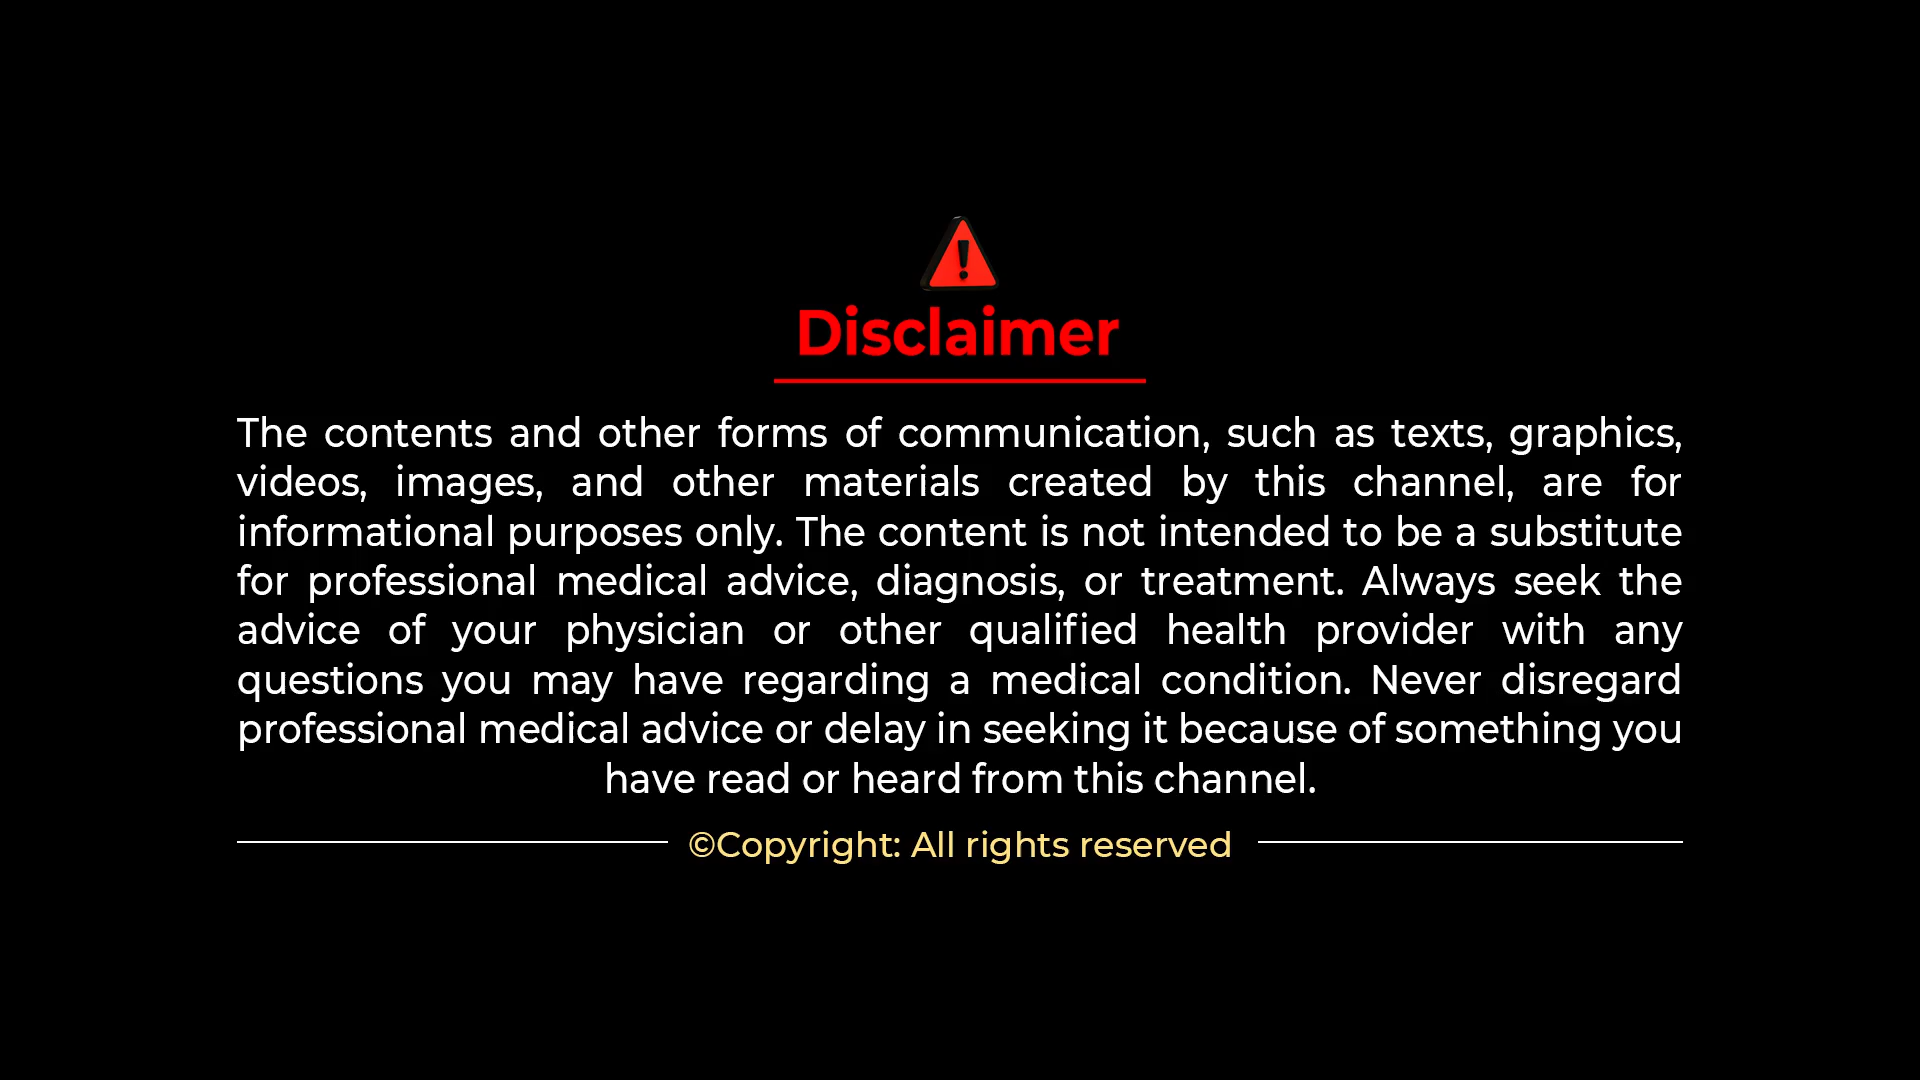 Disclaimer
The contents and other forms of communication, such as texts, graphics,
videos, images, and other materials created by this channel, are for
informational purposes only. The content is not intended to be a substitute
for professional medical advice, diagnosis, or treatment. Always seek the
advice of your physician or other qualified health provider with any
questions you may have regarding a medical condition. Never disregard
professional medical advice or delay in seeking it because of something you
have read or heard from this channel.
©Copyright: All rights reserved